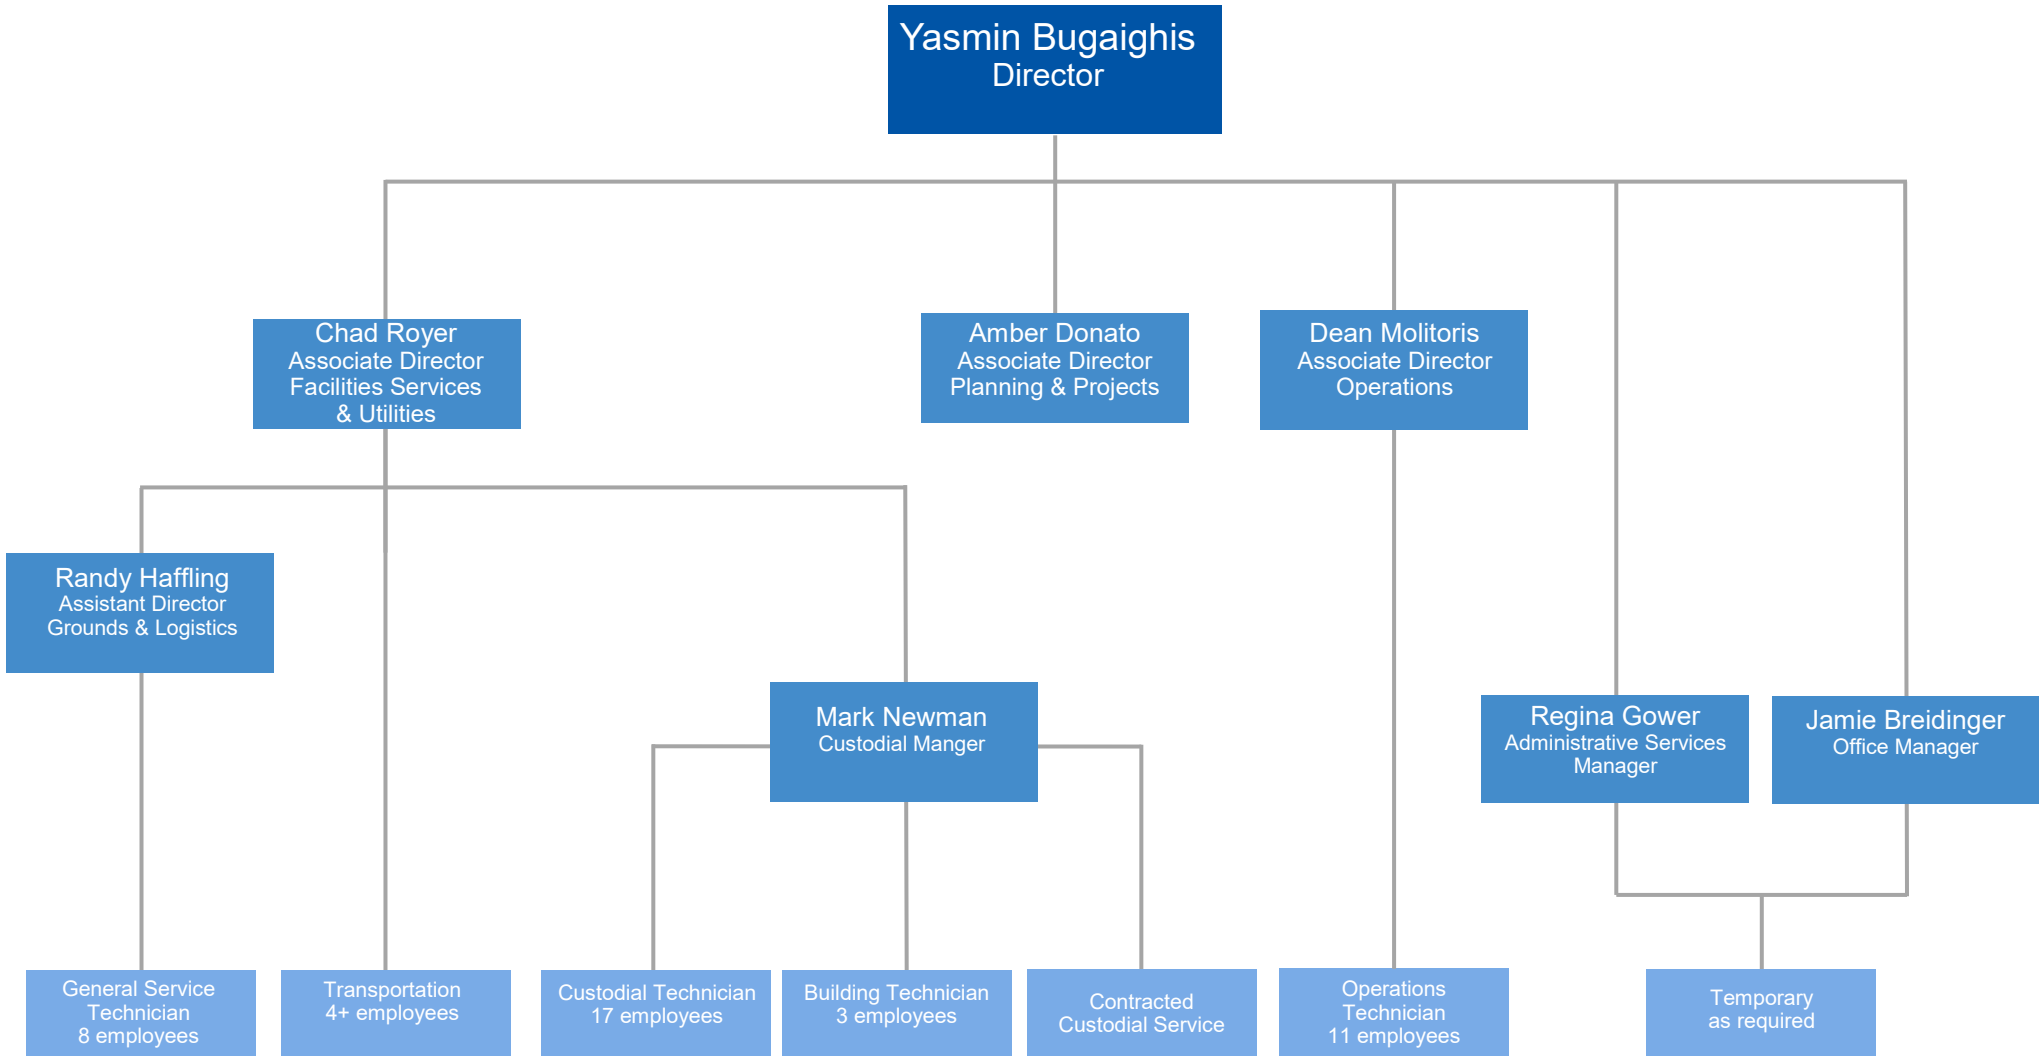 Yasmin Bugaighis
Director
Chad Royer
Associate Director
Facilities Services
& Utilities
Amber Donato
Associate Director
Planning & Projects
Dean Molitoris
Associate Director
Operations
Randy Haffling
Assistant Director
Grounds & Logistics
Mark Newman
Custodial Manger
Regina Gower
Administrative Services
Manager
Jamie Breidinger
Office Manager
General Service
Technician
8 employees
Transportation
4+ employees
Custodial Technician
17 employees
Building Technician
3 employees
Contracted
Custodial Service
Operations
Technician
11 employees
Temporary
as required